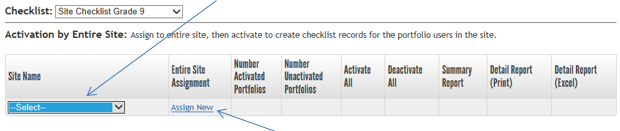 Checklist: Site Checklist Grade 9
Activation by Entire Site: Assign to entire site, then activate to create checklist records for the portfolio users in the site.
Site Name Entire Site Assignment Number Activated Portfolios Number Unactivated Portfolios Activate All Deactivate All Summary Report Detail Report (Print) Detail Report (Excel)
--Select-- Assign New